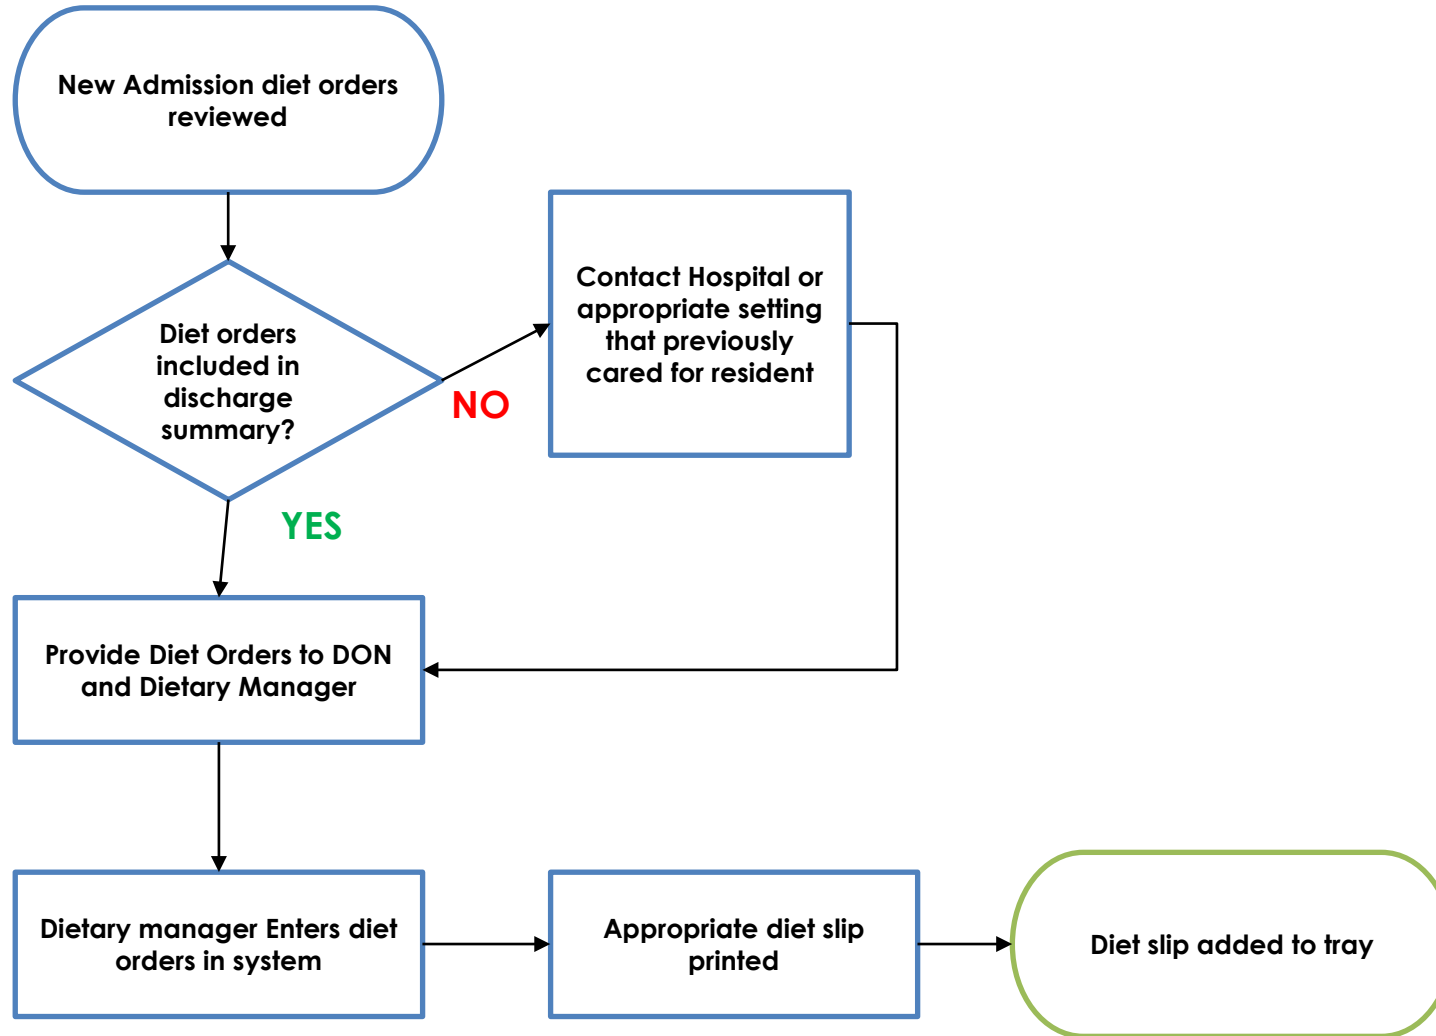 New Admission diet orders
reviewed
Diet orders
included in
discharge
summary?
NO
Contact Hospital or
appropriate setting
that previously
cared for resident
YES
Provide Diet Orders to DON
and Dietary Manager
Dietary manager Enters diet
orders in system
Appropriate diet slip
printed
Diet slip added to tray